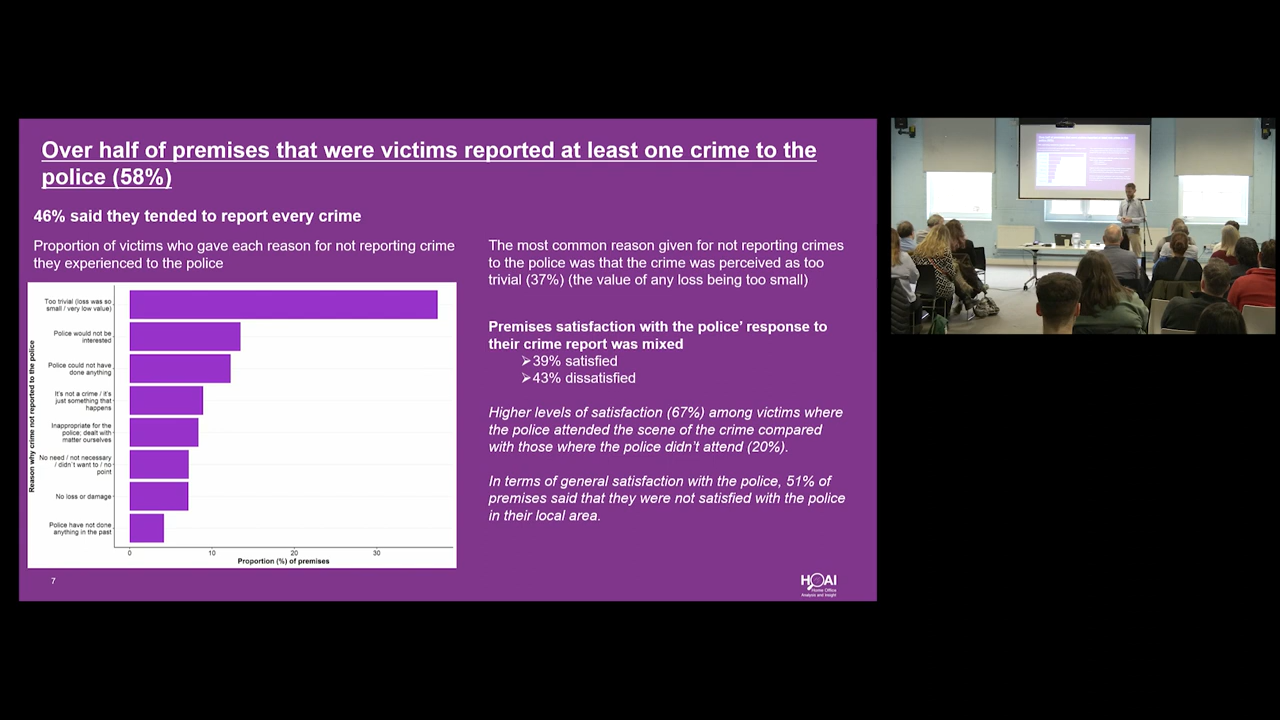 Over half of premises that were victims reported at least one crime to the
police (58%)
46% said they tended to report every crime
Proportion of victims who gave each reason for not reporting crime
they experienced to the police
Reason why crime not reported to the police
Too trivial (loss was so
small / very low value)
Police would not be
interested
Police could not have
done anything
It's not a crime / it's
just something that
happens
Inappropriate for the
police; dealt with
matter ourselves
No need / not necessary
/ didn't want to / no
point
No loss or damage
Police have not done
anything in the past
0 10 20 30
Proportion (%) of premises
The most common reason given for not reporting crimes
to the police was that the crime was perceived as too
trivial (37%) (the value of any loss being too small)
Premises satisfaction with the police' response to
their crime report was mixed
➢39% satisfied
➢43% dissatisfied
Higher levels of satisfaction (67%) among victims where
the police attended the scene of the crime compared
with those where the police didn't attend (20%).
In terms of general satisfaction with the police, 51% of
premises said that they were not satisfied with the police
in their local area.
7
HOAI
Home Office
Analysis and Insight